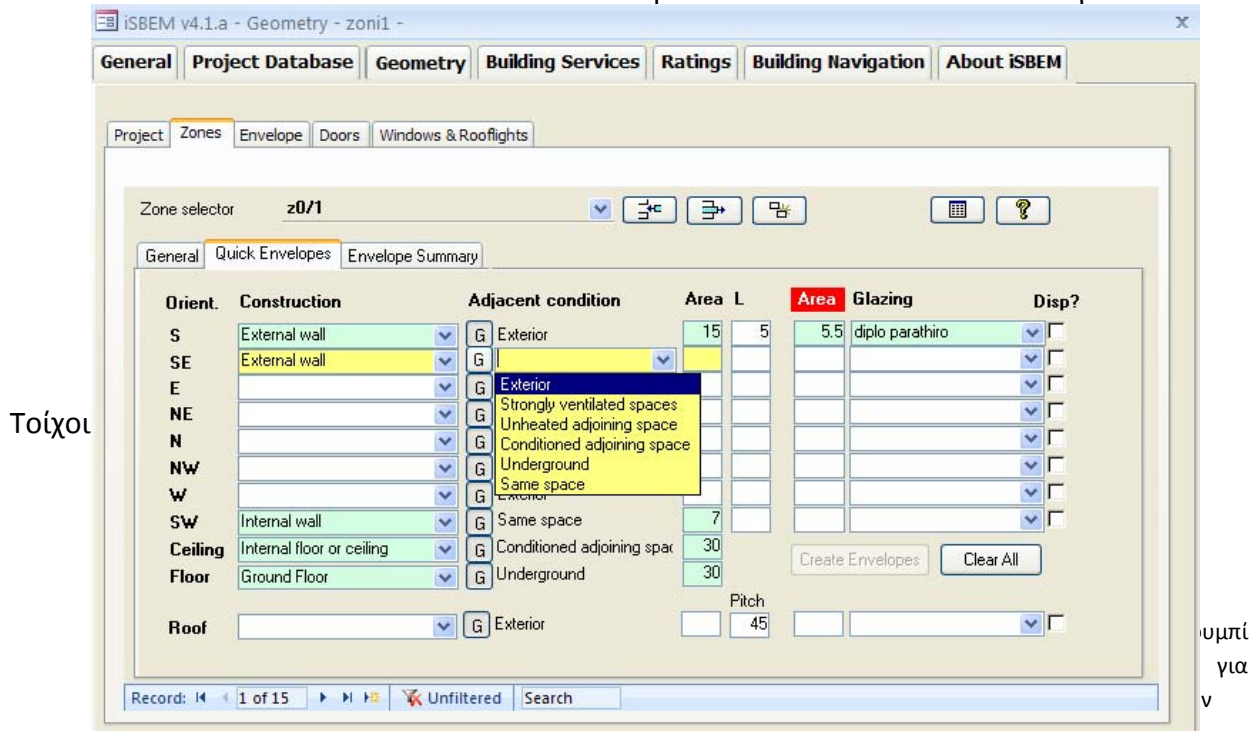 iSBEM v4.1.a - Geometry - zoni1 -
x
General Project Database Geometry Building Services Ratings Building Navigation About iSBEM
Project Zones Envelope Doors Windows & Rooflights
Zone selector z0/1 ?
General Quick Envelopes Envelope Summary
Orient. Construction Adjacent condition Area L Area Glazing Disp?
S External wall G Exterior 15 5 5.5 diplo parathiro
SE External wall G
E G Exterior
NE G Strongly ventilated spaces
Unheated adjoining space
Τοίχοι
N G Conditioned adjoining space
NW G Underground
Same space
W G
SW Internal wall G Same space 7
Ceiling Internal floor or ceiling G Conditioned adjoining spac 30
Create Envelopes Clear All
Floor Ground Floor G Underground 30
Pitch
Roof G Exterior 45
υμπί
για
ν
Record: 1 of 15 Unfiltered Search